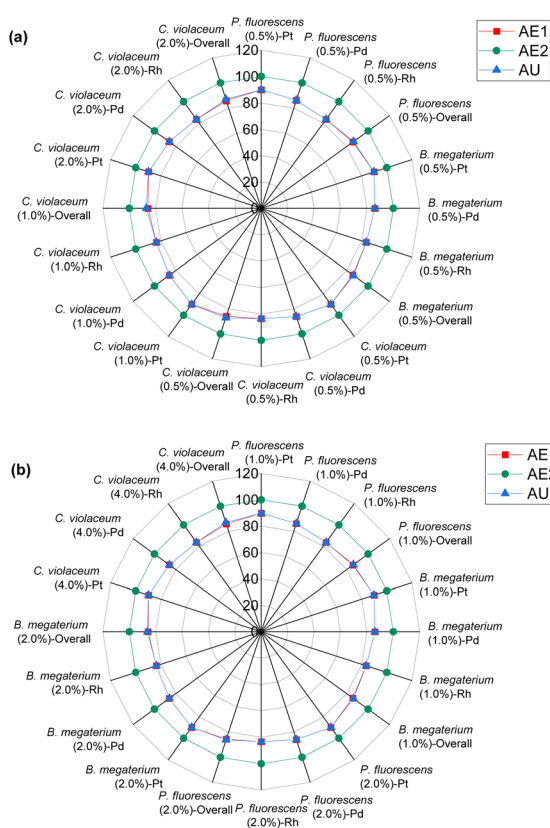 (a)
AE1
AE2
AU
P. fluorescens
(0.5%)-Pt
P. fluorescens
(0.5%)-Pd
P. fluorescens
(0.5%)-Rh
P. fluorescens
(0.5%)-Overall
B. megaterium
(0.5%)-Pt
B. megaterium
(0.5%)-Pd
B. megaterium
(0.5%)-Rh
B. megaterium
(0.5%)-Overall
C. violaceum
(0.5%)-Pt
C. violaceum
(0.5%)-Pd
C. violaceum
(0.5%)-Rh
C. violaceum
(0.5%)-Overall
C. violaceum
(1.0%)-Pt
C. violaceum
(1.0%)-Pd
C. violaceum
(1.0%)-Rh
C. violaceum
(1.0%)-Overall
C. violaceum
(2.0%)-Pt
C. violaceum
(2.0%)-Pd
C. violaceum
(2.0%)-Rh
C. violaceum
(2.0%)-Overall
120
100
80
60
40
20
0
(b)
AE
AE2
AU
P. fluorescens
(1.0%)-Pt
P. fluorescens
(1.0%)-Pd
P. fluorescens
(1.0%)-Rh
P. fluorescens
(1.0%)-Overall
B. megaterium
(1.0%)-Pt
B. megaterium
(1.0%)-Pd
B. megaterium
(1.0%)-Rh
B. megaterium
(1.0%)-Overall
P. fluorescens
(2.0%)-Pt
P. fluorescens
(2.0%)-Pd
P. fluorescens
(2.0%)-Rh
P. fluorescens
(2.0%)-Overall
B. megaterium
(2.0%)-Pt
B. megaterium
(2.0%)-Pd
B. megaterium
(2.0%)-Rh
B. megaterium
(2.0%)-Overall
C. violaceum
(4.0%)-Pt
C. violaceum
(4.0%)-Pd
C. violaceum
(4.0%)-Rh
C. violaceum
(4.0%)-Overall
120
100
80
60
40
20
0